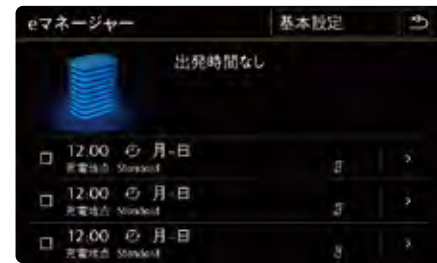 eマネージャー
基本設定
出発時間なし
12:00 月-日
充電地点 Standard
12:00 月-日
充電地点 Standard
12:00 月-日
充電地点 Standard